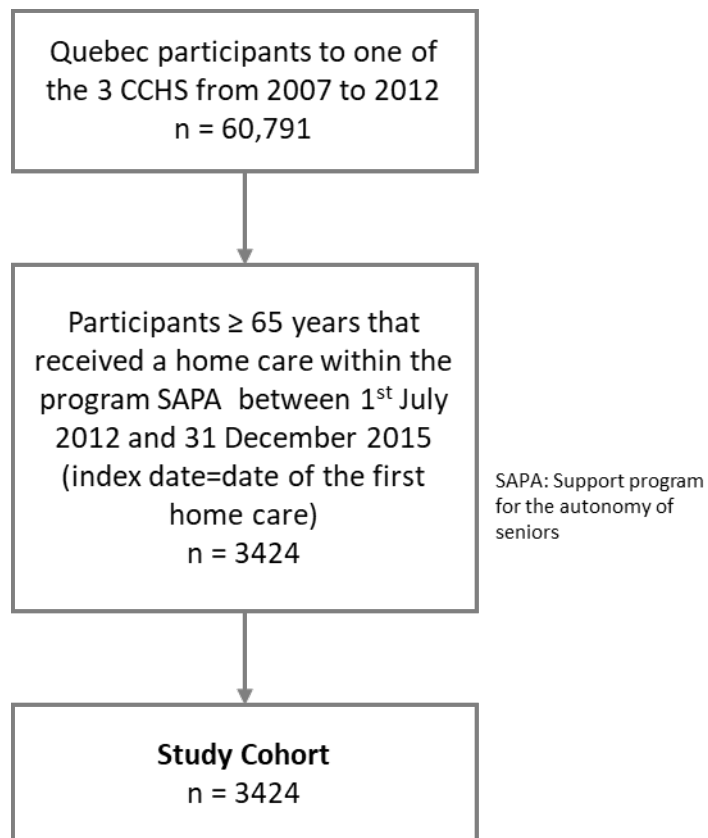 Quebec participants to one of
the 3 CCHS from 2007 to 2012
n = 60,791
Participants ≥ 65 years that
received a home care within the
program SAPA between 1st July
2012 and 31 December 2015
(index date=date of the first
home care)
n = 3424
SAPA: Support program
for the autonomy of
seniors
Study Cohort
n = 3424